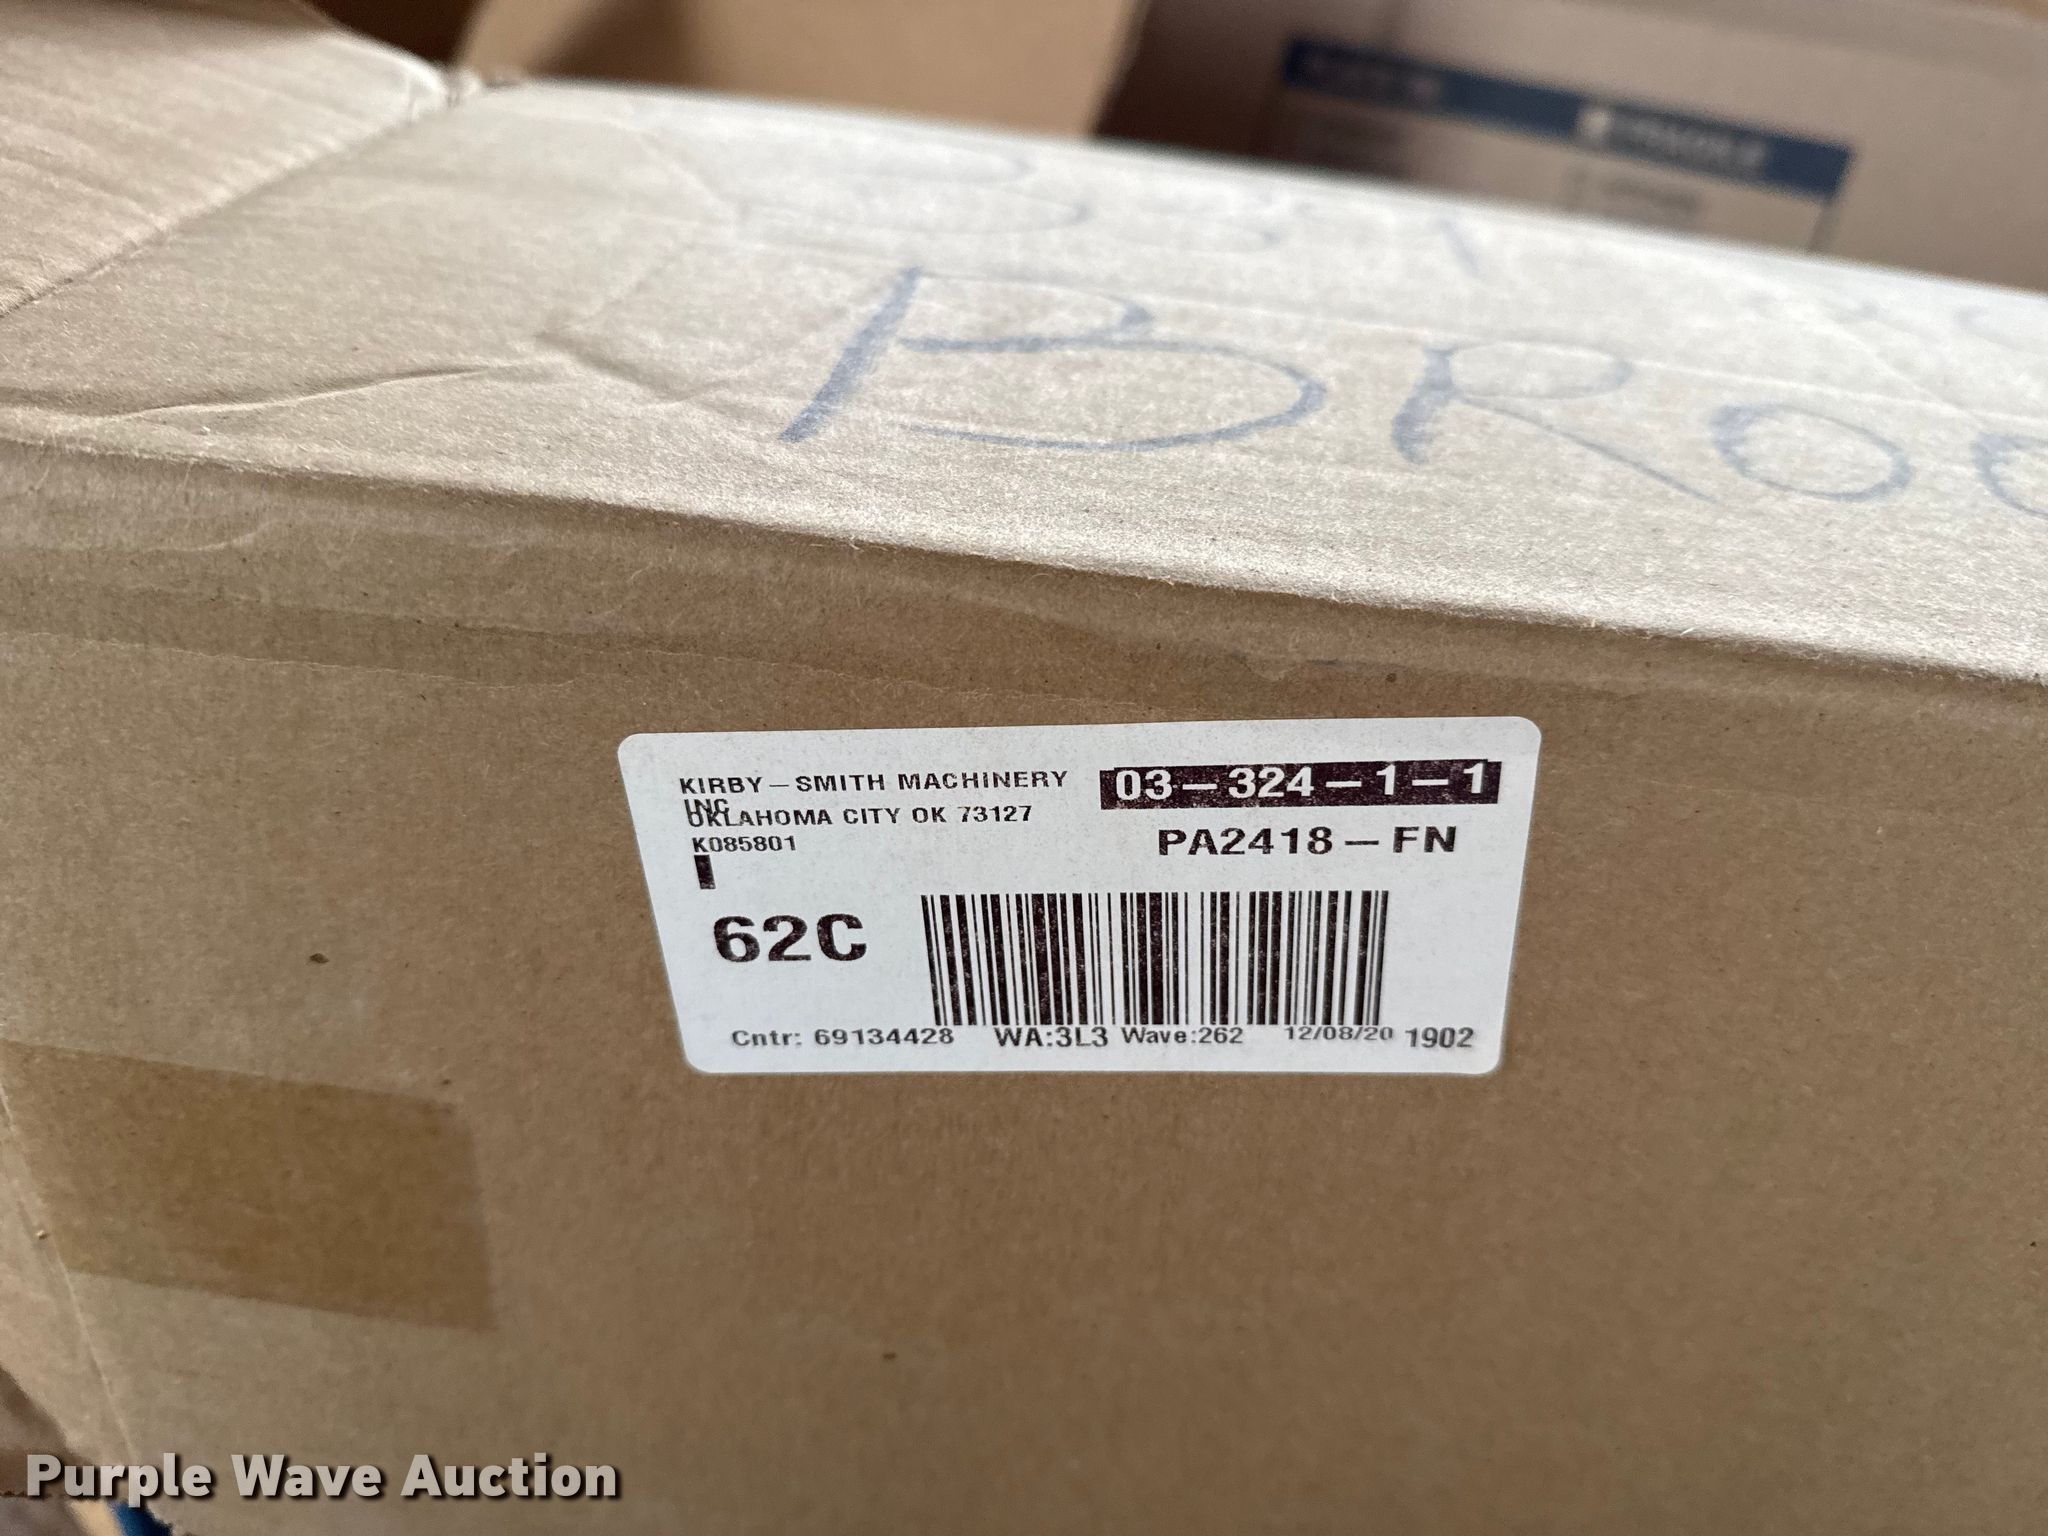 BRO
KIRBY-SMITH MACHINERY
INC
OKLAHOMA CITY OK 73127
K085801
03-324-1-1
PA2418-FN
62C
Cntr: 69134428 WA:3L3 Wave:262 12/08/20 1902
Purple Wave Auction